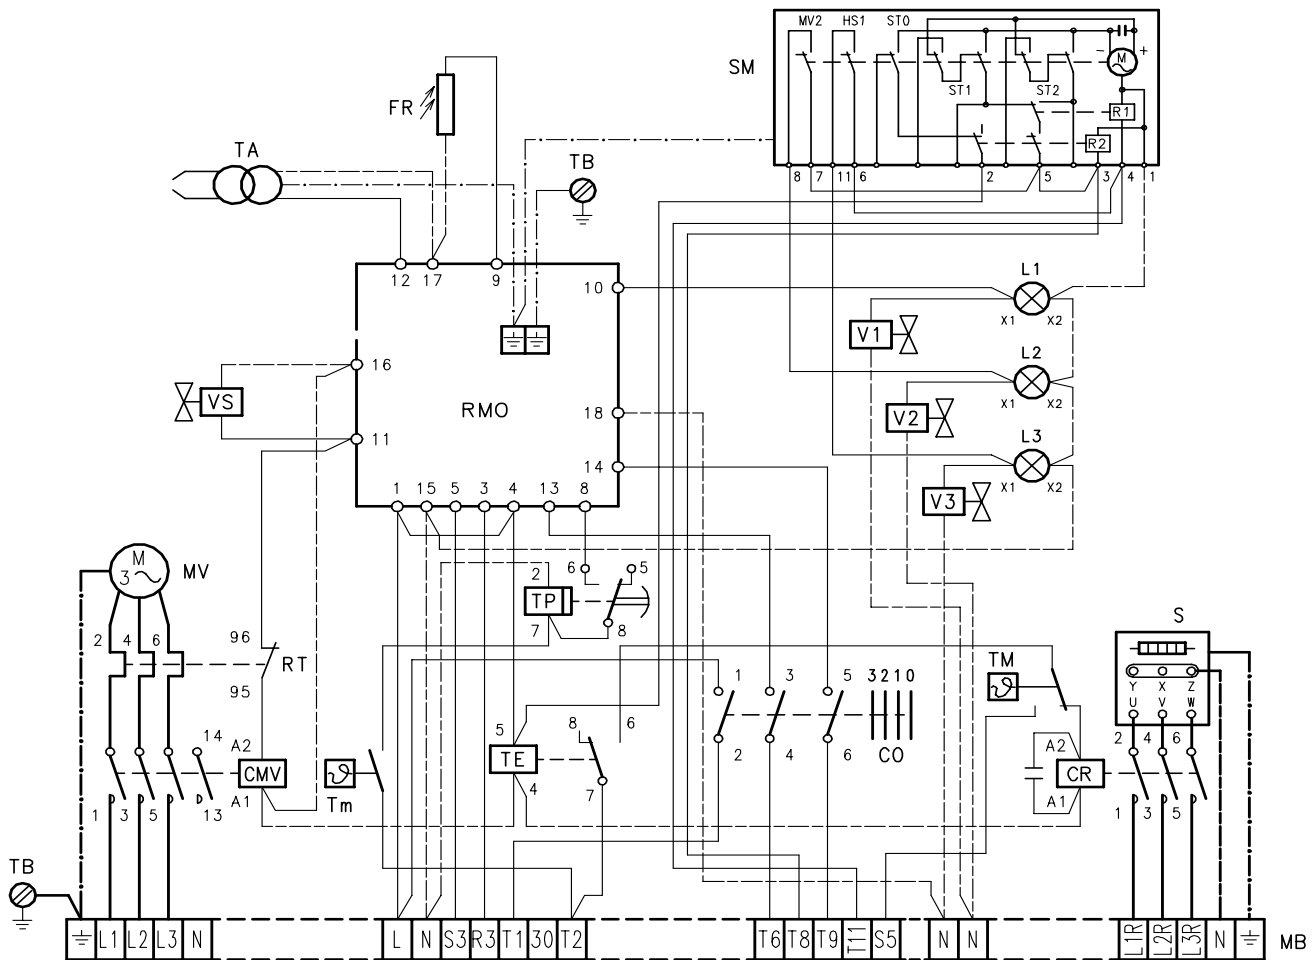 MV2 HS1 ST0
SM
- M +
ST1 ST2
R1
R2
8 7 11 6 2 5 3 4 1
FR
TA
TB
12 17 9
10
L1
X1 X2
V1
16
VS
RMO
L2
X1 X2
18
V2
11
L3
X1 X2
14
V3
1 15 5 3 4 13 8
M
3
MV
2
TP
7
6 5
8
2 4 6
96
RT
95
S
TM
Y X Z
U V W
1 3 5
3 2 1 0
CO
2 4 6
5
TE
4
8 6
7
14
A2
CMV
A1
13
1 3 5
Tm
A2
CR
A1
2 4 6
1 3 5
TB
L1 L2 L3 N
L N S3 R3 T1 30 T2
T6 T8 T9 T11 S5
N N
L1R L2R L3R N
MB